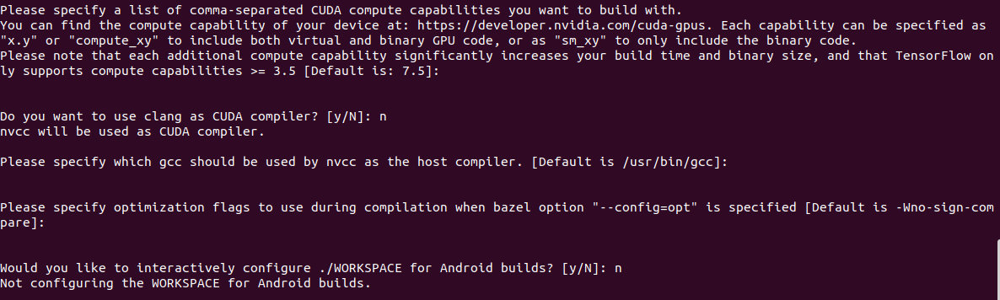 Please specify a list of comma-separated CUDA compute capabilities you want to build with.
You can find the compute capability of your device at: https://developer.nvidia.com/cuda-gpus. Each capability can be specified as
"x.y" or "compute_xy" to include both virtual and binary GPU code, or as "sm_xy" to only include the binary code.
Please note that each additional compute capability significantly increases your build time and binary size, and that TensorFlow on
ly supports compute capabilities >= 3.5 [Default is: 7.5]:
Do you want to use clang as CUDA compiler? [y/N]: n
nvcc will be used as CUDA compiler.
Please specify which gcc should be used by nvcc as the host compiler. [Default is /usr/bin/gcc]:
Please specify optimization flags to use during compilation when bazel option "--config=opt" is specified [Default is -Wno-sign-com
pare]:
Would you like to interactively configure ./WORKSPACE for Android builds? [y/N]: n
Not configuring the WORKSPACE for Android builds.